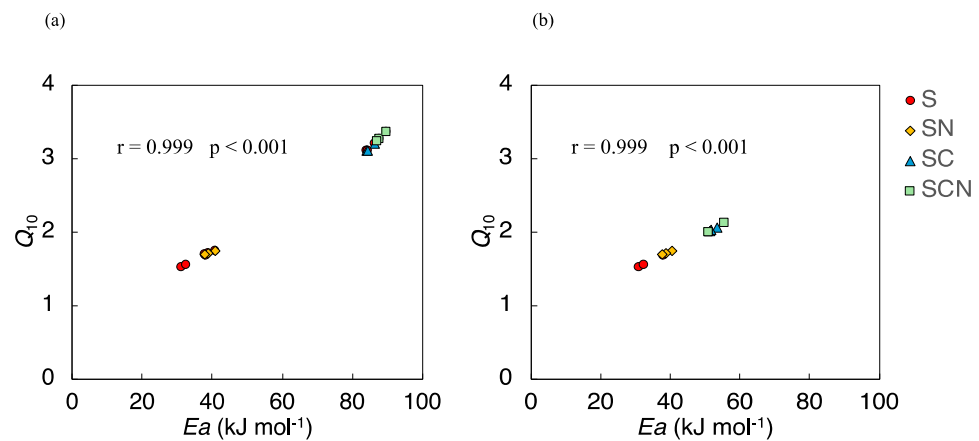 (a)
(b)
4
3
2
1
0
Q10
r = 0.999 p < 0.001
0 20 40 60 80 100
Ea (kJ mol-1)
4
3
2
1
0
Q10
r = 0.999 p < 0.001
0 20 40 60 80 100
Ea (kJ mol-1)
S
SN
SC
SCN